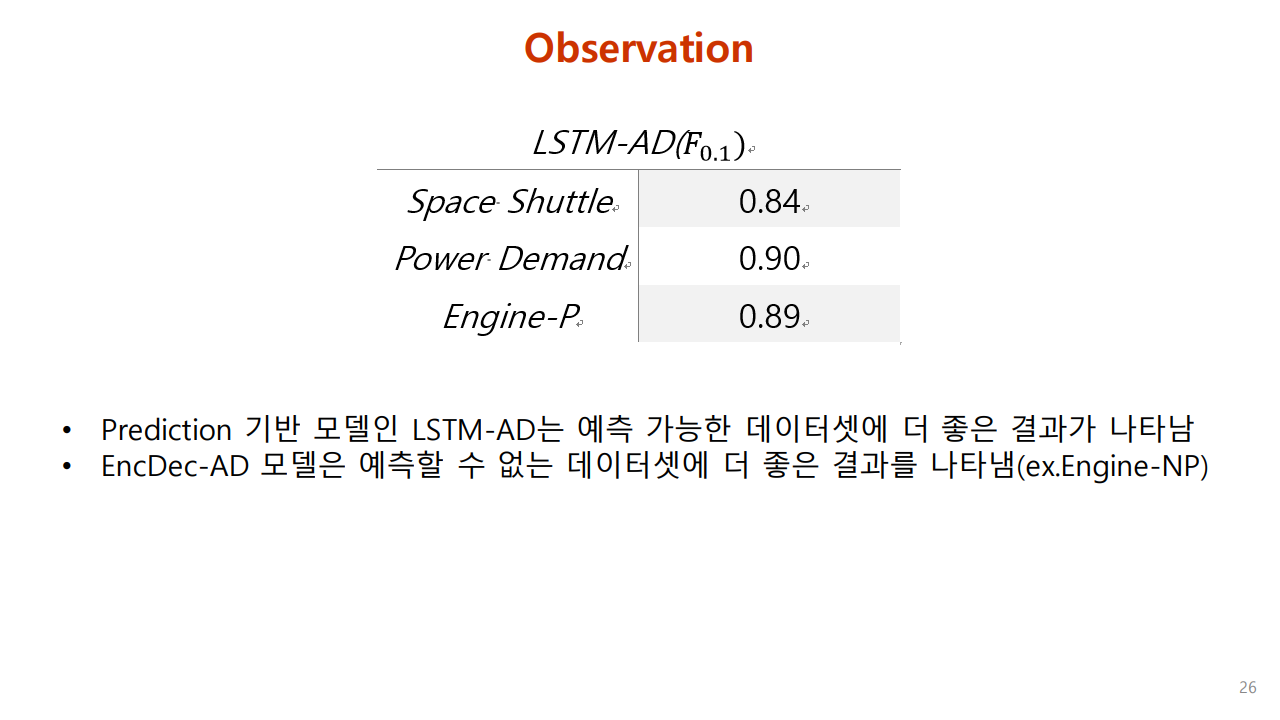 Observation
LSTM-AD(F0.1)
Space Shuttle 0.84
Power Demand 0.90
Engine-P 0.89
• Prediction 기반 모델인 LSTM-AD는 예측 가능한 데이터셋에 더 좋은 결과가 나타남
• EncDec-AD 모델은 예측할 수 없는 데이터셋에 더 좋은 결과를 나타냄(ex.Engine-NP)
26